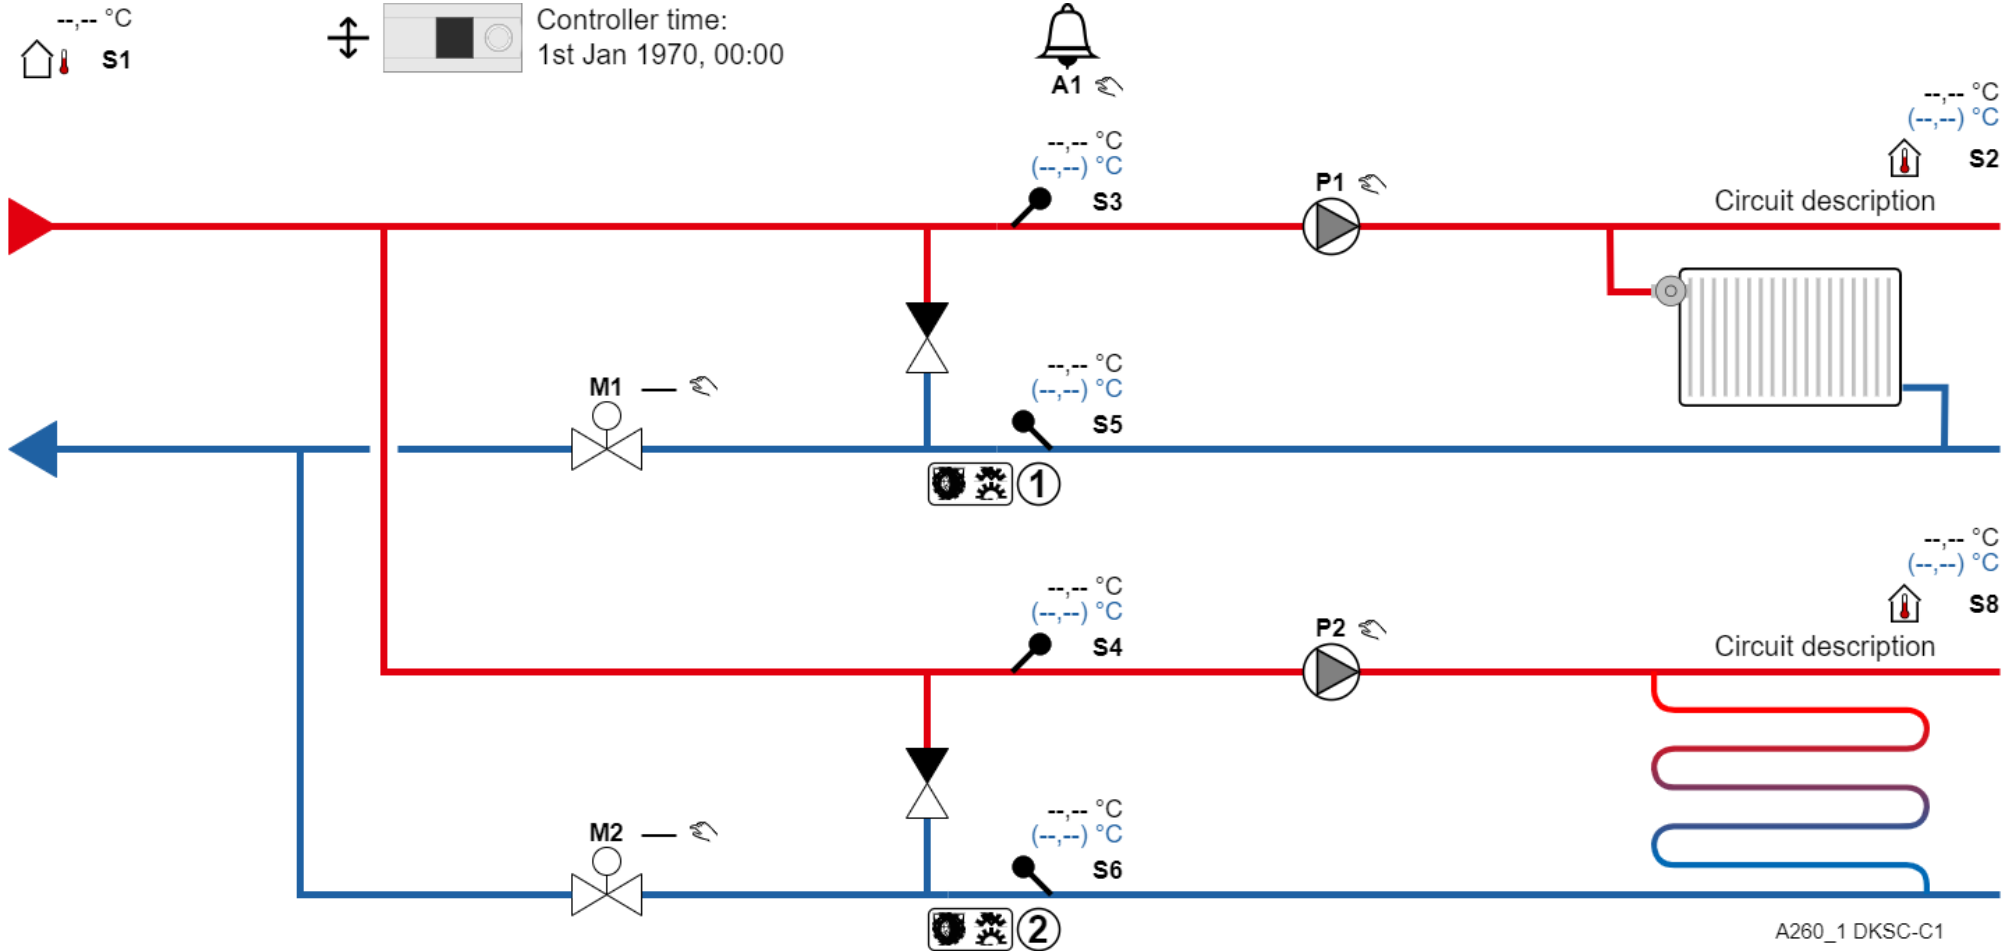 --,-- °C
S1
Controller time:
1st Jan 1970, 00:00
A1
--,-- °C
(--,--) °C
S2
Circuit description
--,-- °C
(--,--) °C
S3
P1
M1
--,-- °C
(--,--) °C
S5
1
--,-- °C
(--,--) °C
S8
Circuit description
--,-- °C
(--,--) °C
S4
P2
M2
--,-- °C
(--,--) °C
S6
2
A260_1 DKSC-C1